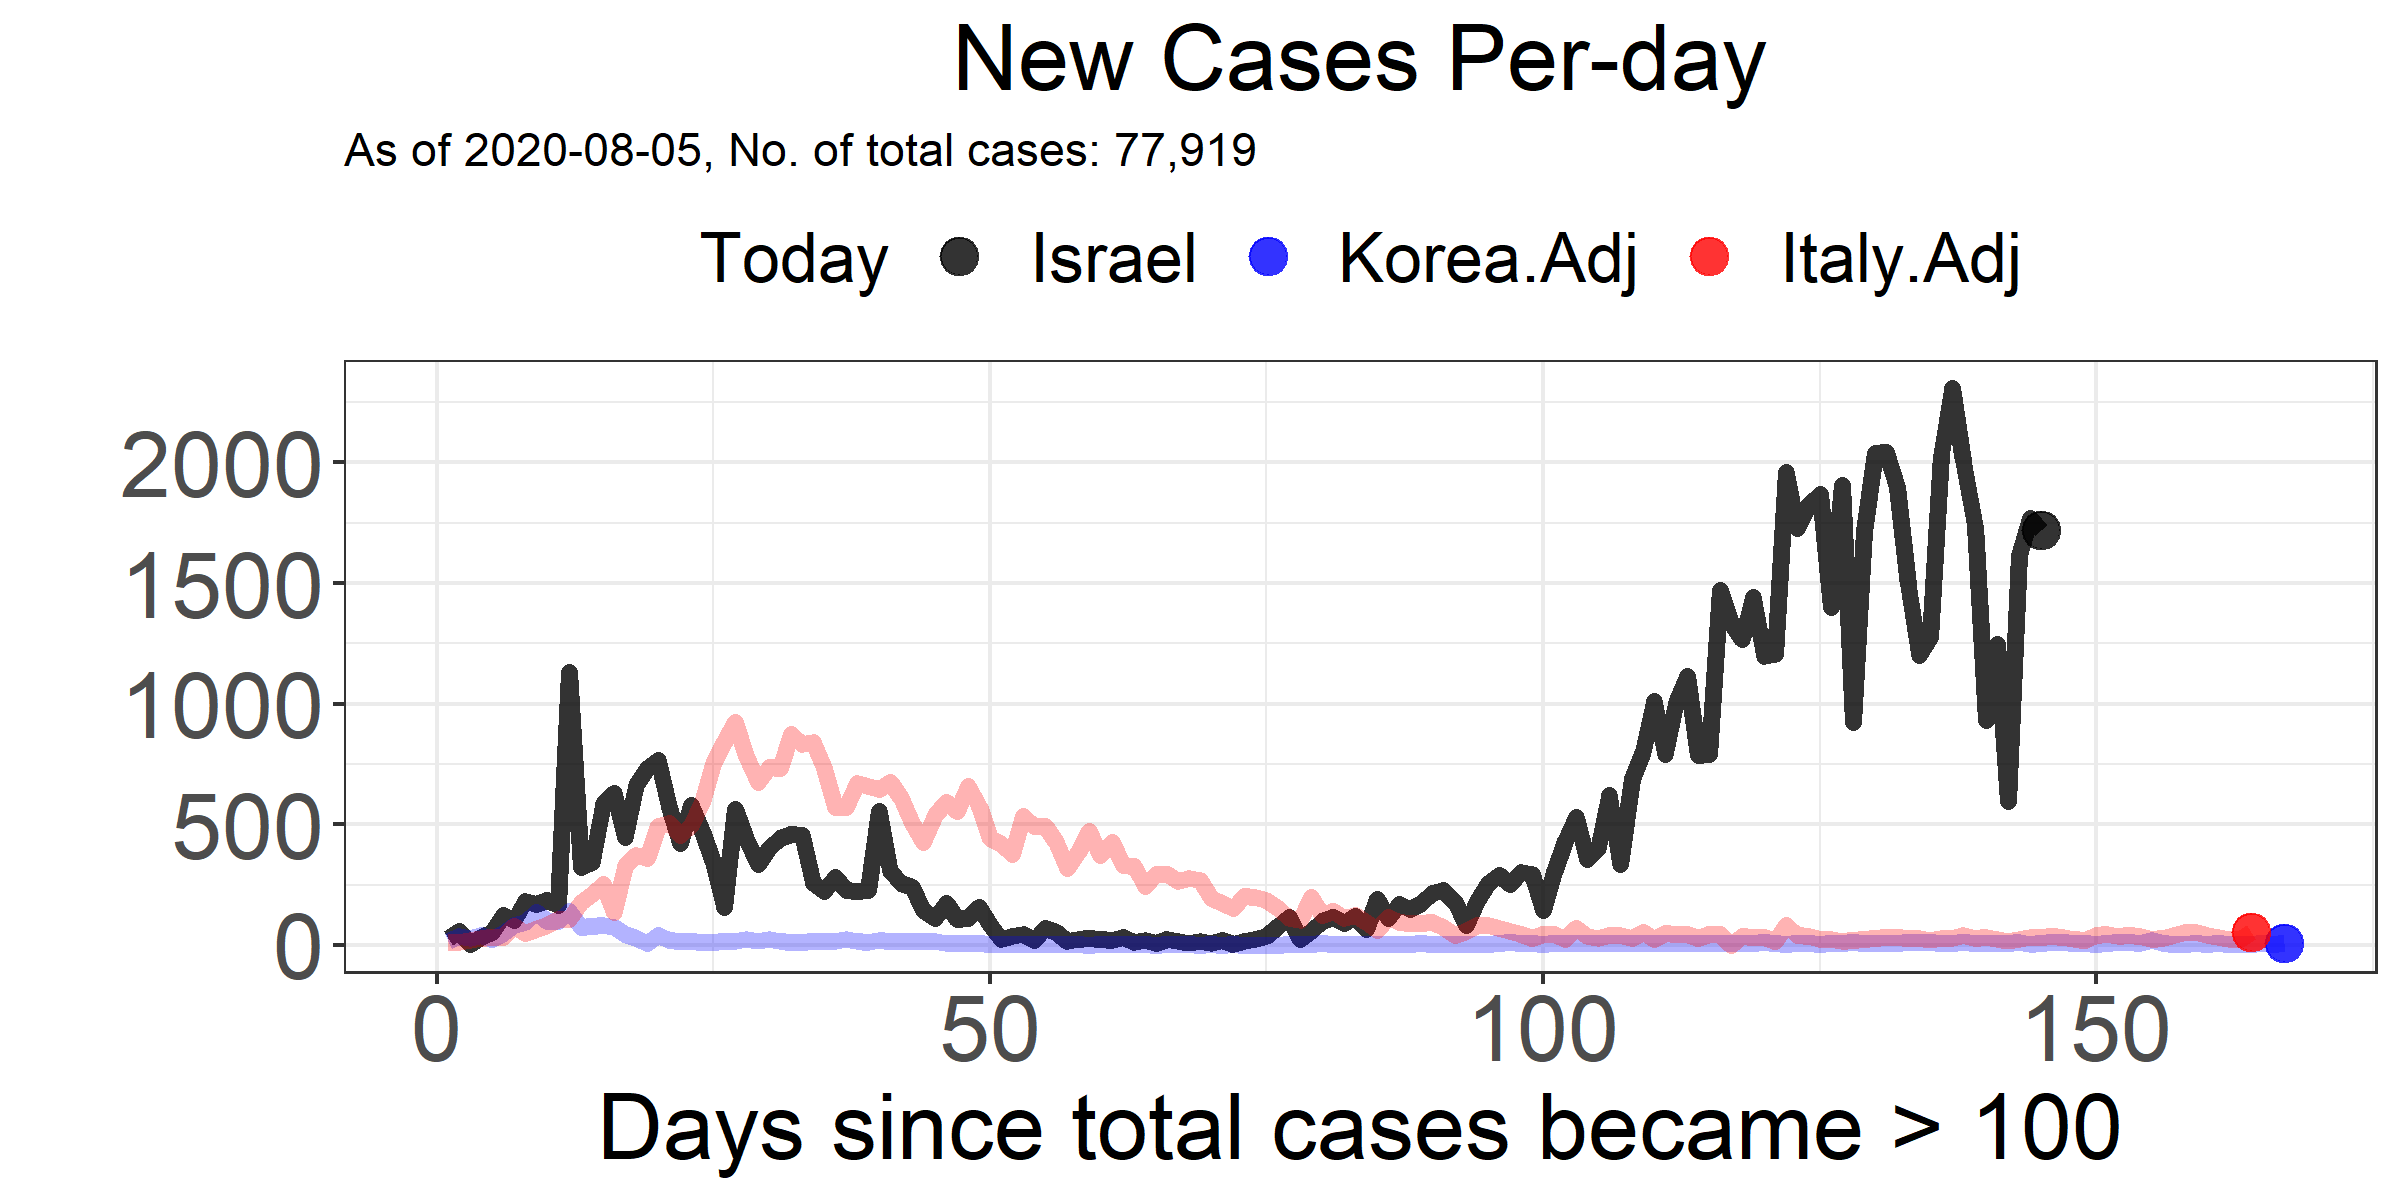 New Cases Per-day
As of 2020-08-05, No. of total cases: 77,919
Today Israel Korea.Adj Italy.Adj
2000
1500
1000
500
0
0 50 100 150
Days since total cases became > 100